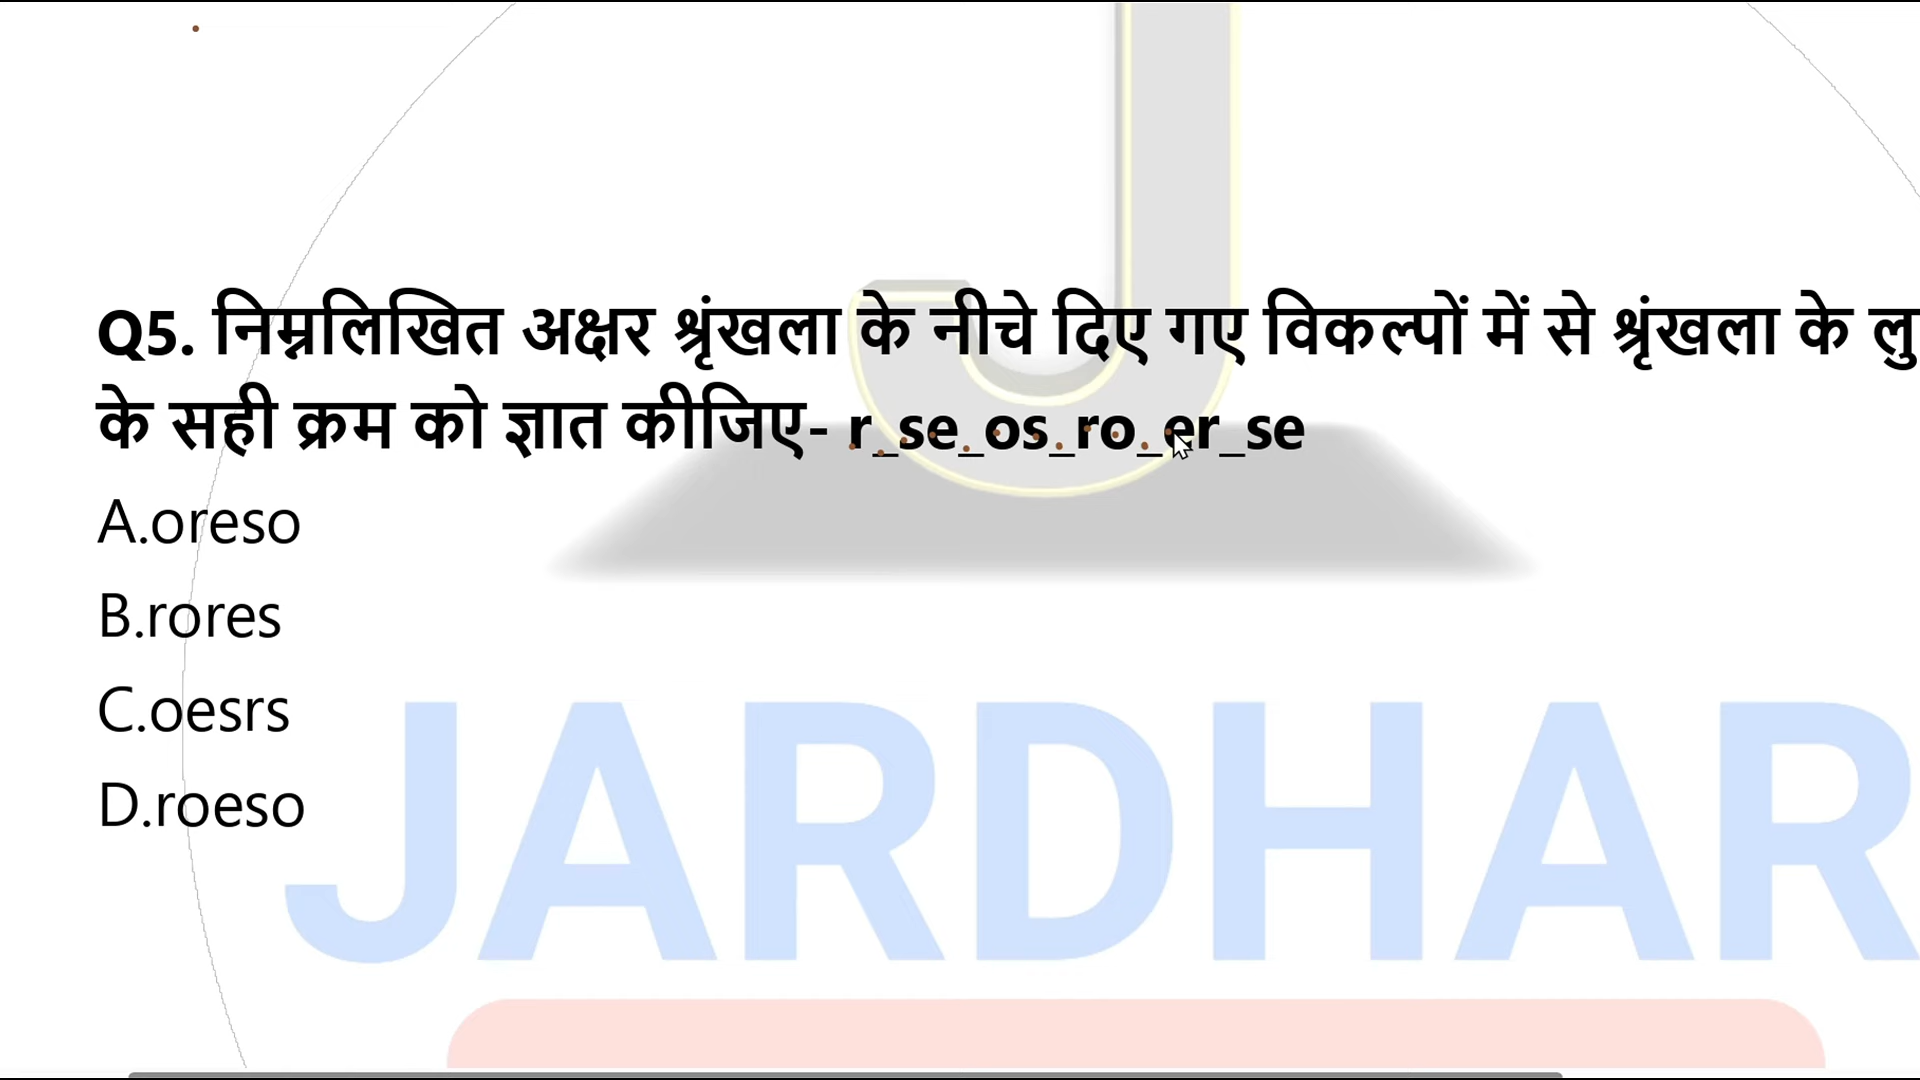 Q5. निम्नलिखित अक्षर श्रृंखला के नीचे दिए गए विकल्पों में से श्रृंखला के लु
के सही क्रम को ज्ञात कीजिए- r_se_os_ro_er_se
A.oreso
B.rores
C.oesrs
D.roeso
JARDHAR